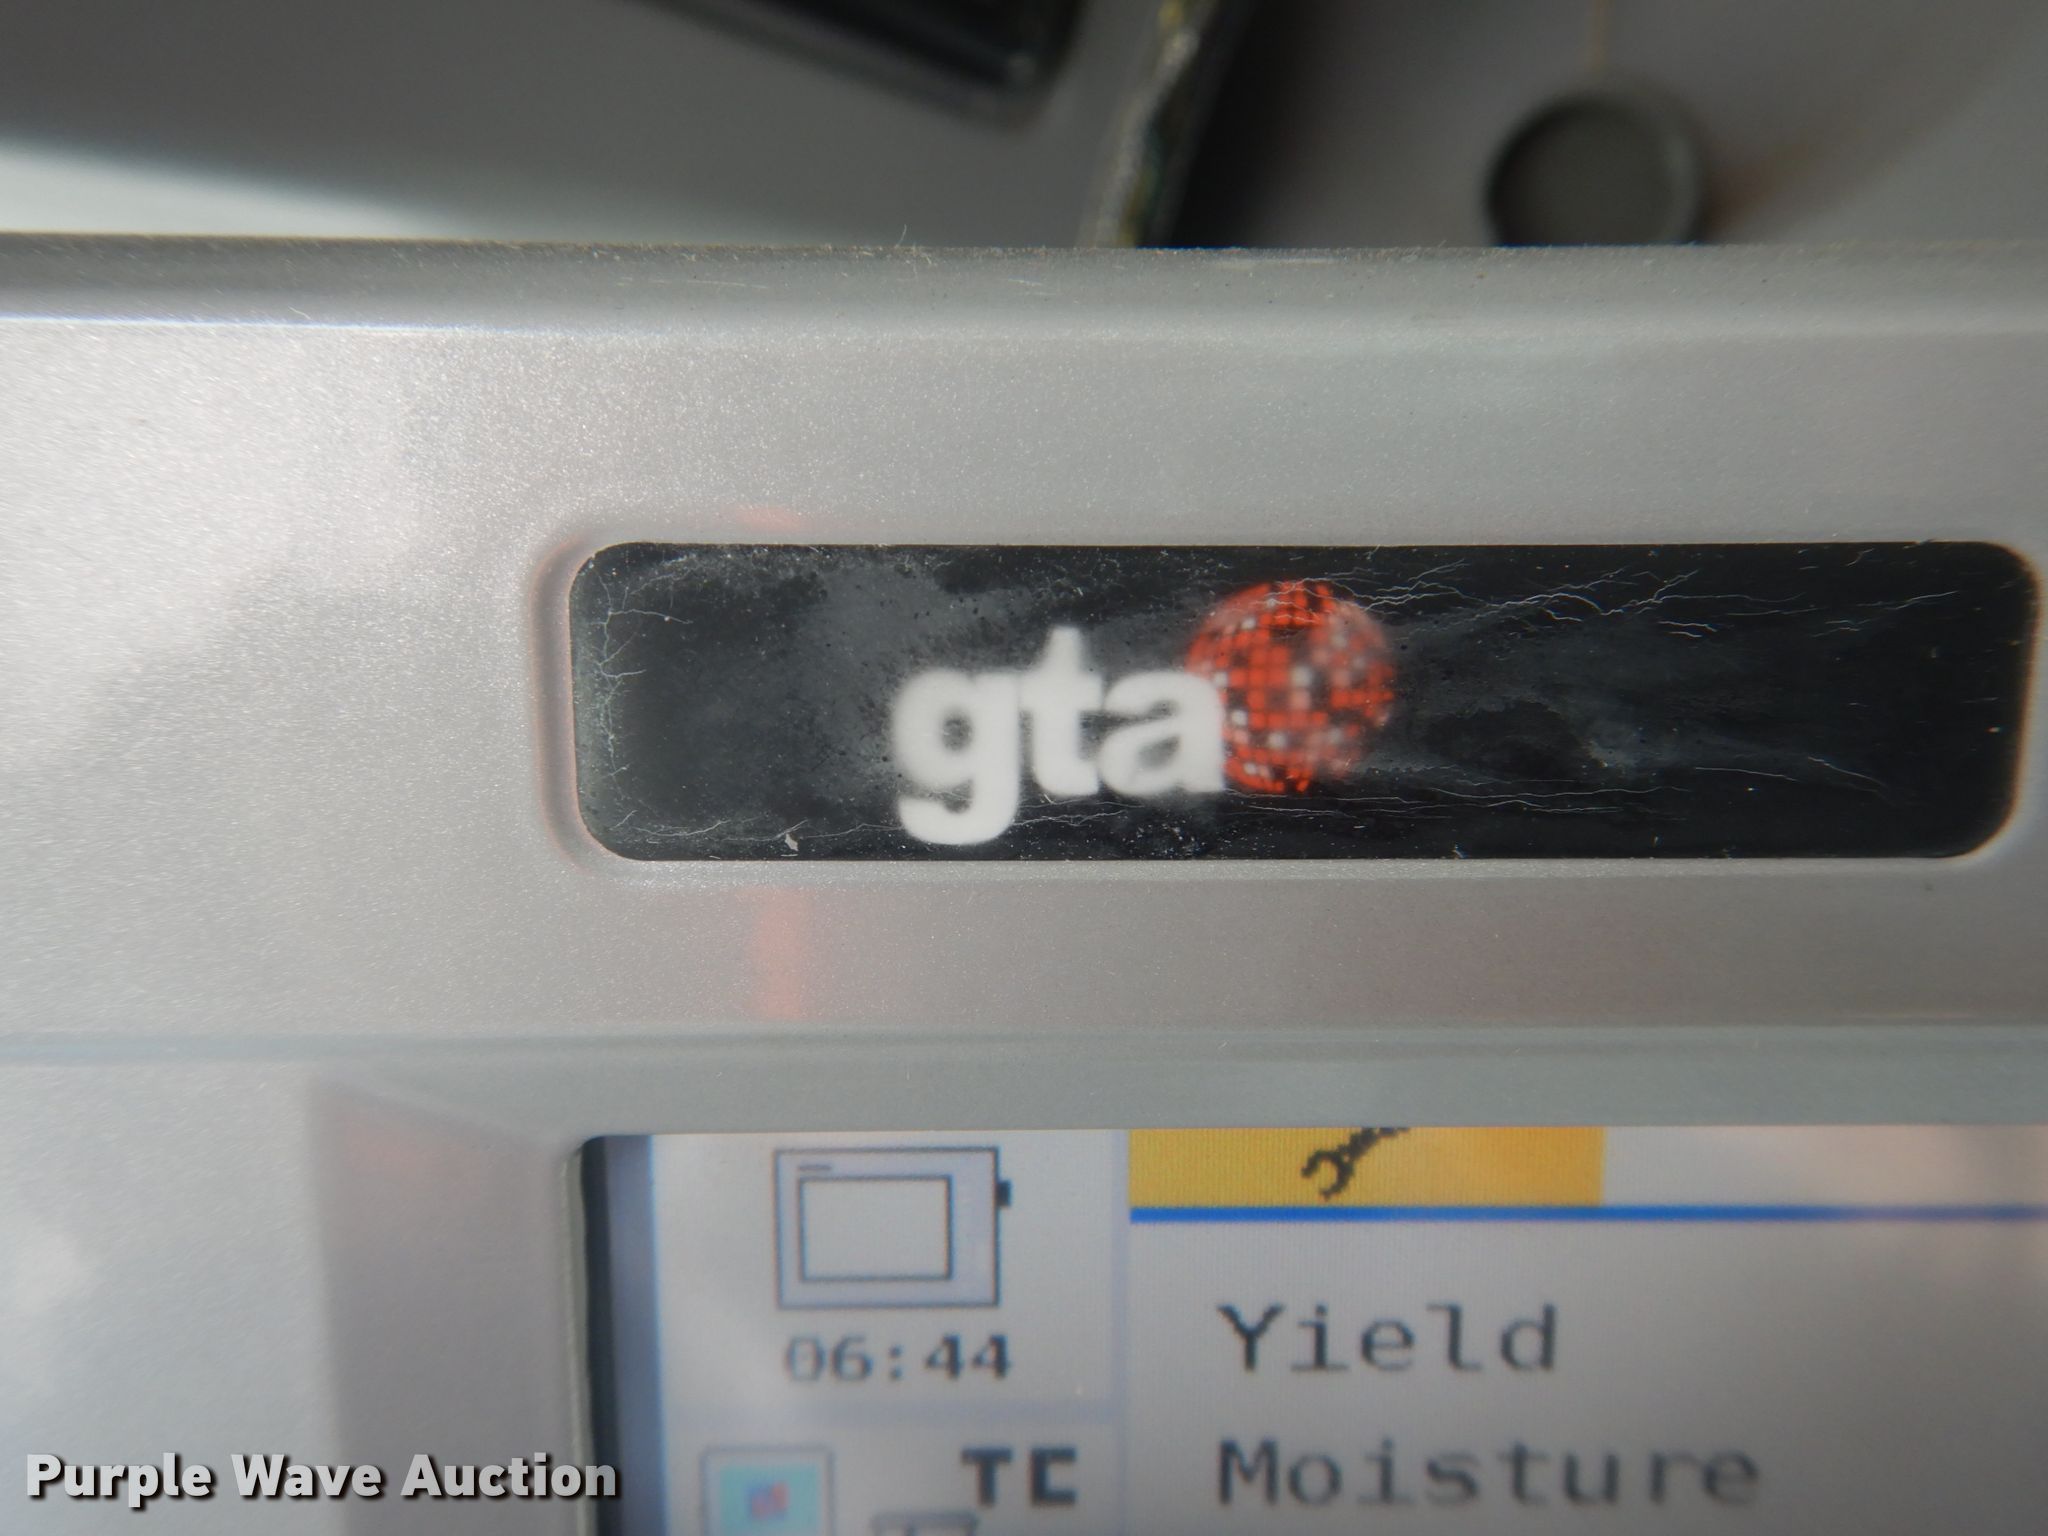 gta
06:44
Yield
TC
Moisture
Purple Wave Auction